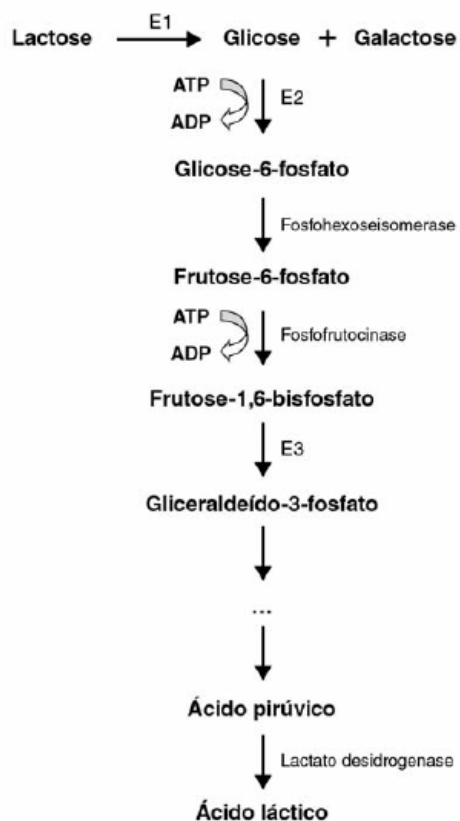 E1
Lactose Glicose + Galactose
ATP
E2
ADP
Glicose-6-fosfato
Fosfohexoseisomerase
Frutose-6-fosfato
ATP
Fosfofrutocinase
ADP
Frutose-1,6-bisfosfato
E3
Gliceraldeído-3-fosfato
...
Ácido pirúvico
Lactato desidrogenase
Ácido láctico